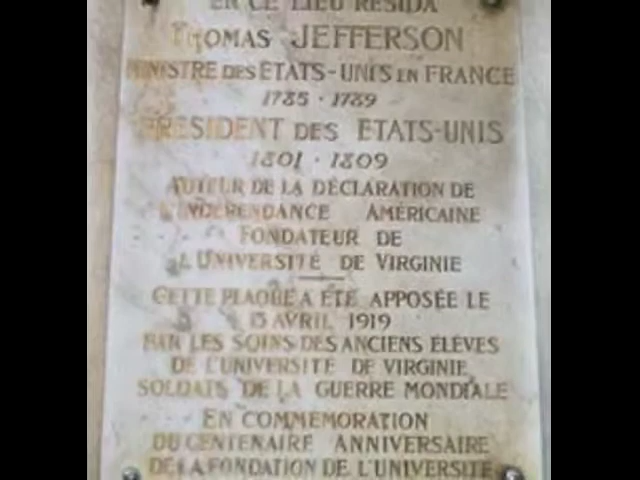 EN CE LIEU RÉSIDA
THOMAS JEFFERSON
MINISTRE DES ETATS-UNIS EN FRANCE
1785 · 1789
PRESIDENT DES ETATS-UNIS
1801 · 1809
AUTEUR DE LA DÉCLARATION DE
L'INDÉPENDANCE AMÉRICAINE
FONDATEUR DE
L'UNIVERSITÉ DE VIRGINIE
CETTE PLAQUE A ÉTÉ APPOSÉE LE
13 AVRIL 1919
PAR LES SOINS DES ANCIENS ÉLÈVES
DE L'UNIVERSITÉ DE VIRGINIE
SOLDATS DE LA GUERRE MONDIALE
EN COMMEMORATION
DU CENTENAIRE ANNIVERSAIRE
DE LA FONDATION DE L'UNIVERSITÉ